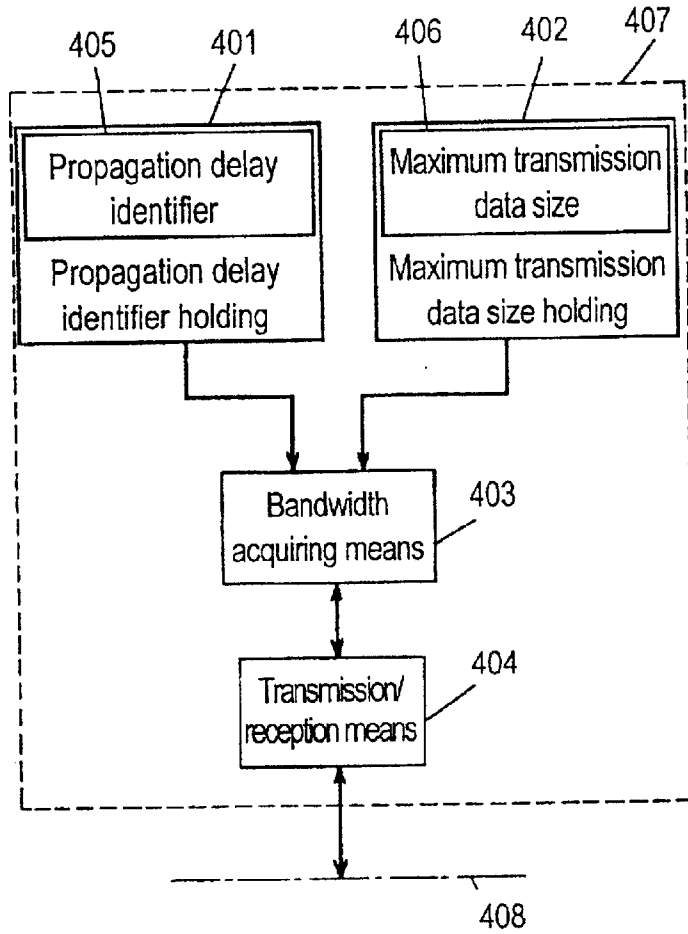 405
401
406
402
407
Propagation delay
identifier
Propagation delay
identifier holding
Maximum transmission
data size
Maximum transmission
data size holding
Bandwidth
acquiring means
403
Transmission/
reception means
404
408